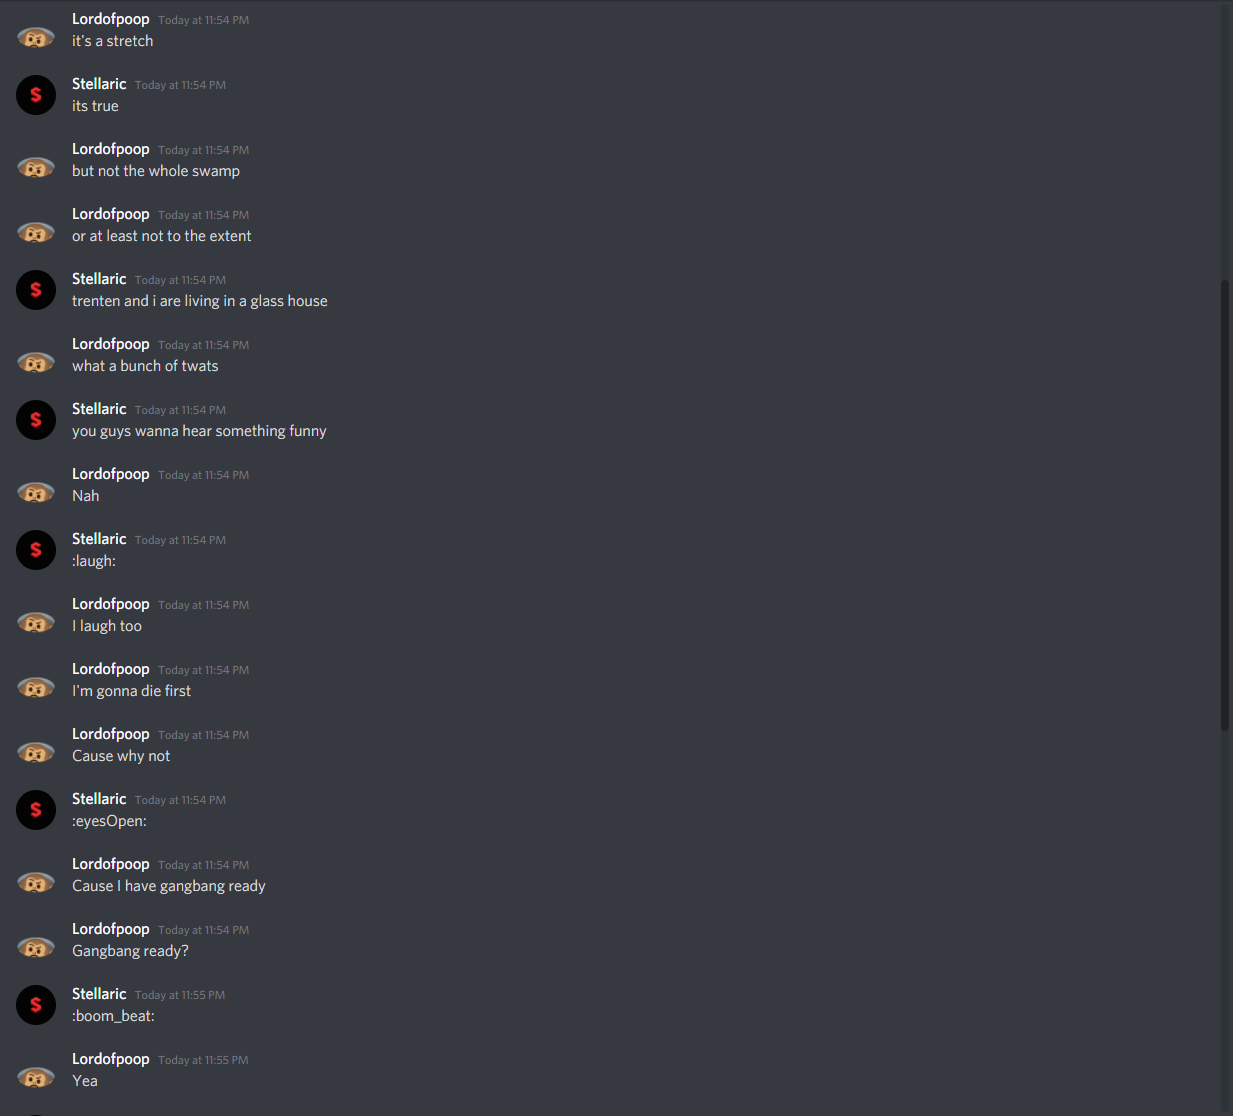 Lordofpoop Today at 11:54 PM
it's a stretch
Stellaric Today at 11:54 PM
its true
Lordofpoop Today at 11:54 PM
but not the whole swamp
Lordofpoop Today at 11:54 PM
or at least not to the extent
Stellaric Today at 11:54 PM
trenten and i are living in a glass house
Lordofpoop Today at 11:54 PM
what a bunch of twats
Stellaric Today at 11:54 PM
you guys wanna hear something funny
Lordofpoop Today at 11:54 PM
Nah
Stellaric Today at 11:54 PM
:laugh:
Lordofpoop Today at 11:54 PM
I laugh too
Lordofpoop Today at 11:54 PM
I'm gonna die first
Lordofpoop Today at 11:54 PM
Cause why not
Stellaric Today at 11:54 PM
:eyesOpen:
Lordofpoop Today at 11:54 PM
Cause I have gangbang ready
Lordofpoop Today at 11:54 PM
Gangbang ready?
Stellaric Today at 11:55 PM
:boom_beat:
Lordofpoop Today at 11:55 PM
Yea